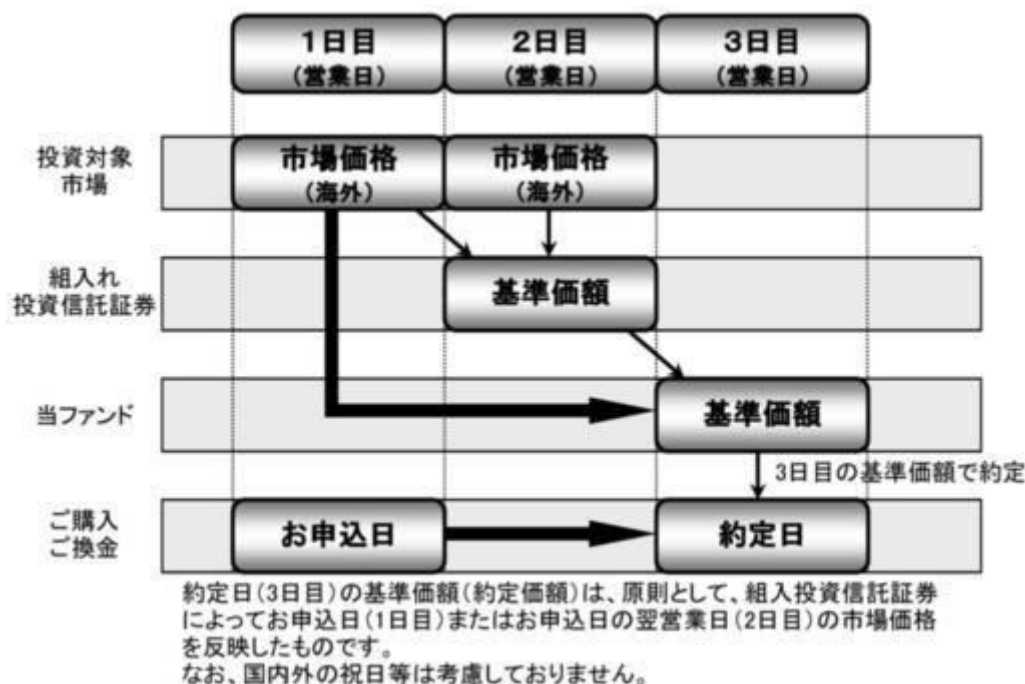 1日目 2日目 3日目
(営業日) (営業日) (営業日)
投資対象
市場
市場価格
(海外)
市場価格
(海外)
組入れ
投資信託証券
基準価額
当ファンド
基準価額
3日目の基準価額で約定
ご購入
ご換金
お申込日
約定日
約定日(3日目)の基準価額(約定価額)は、原則として、組入投資信託証券
によってお申込日(1日目)またはお申込日の翌営業日(2日目)の市場価格
を反映したものです。
なお、国内外の祝日等は考慮しておりません。